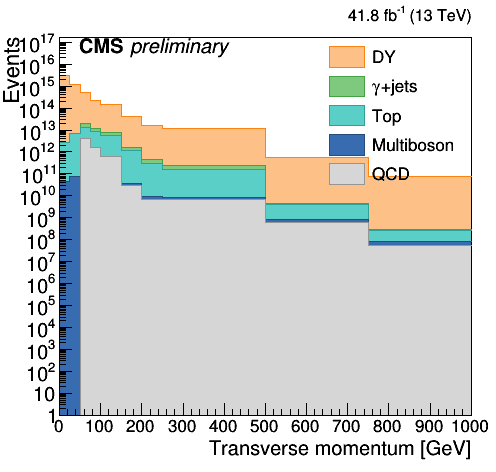 41.8 fb⁻¹ (13 TeV)
CMS preliminary
Events
10¹⁷
10¹⁶
10¹⁵
10¹⁴
10¹³
10¹²
10¹¹
10¹⁰
10⁹
10⁸
10⁷
10⁶
10⁵
10⁴
10³
10²
10
1
DY
γ+jets
Top
Multiboson
QCD
0 100 200 300 400 500 600 700 800 900 1000
Transverse momentum [GeV]